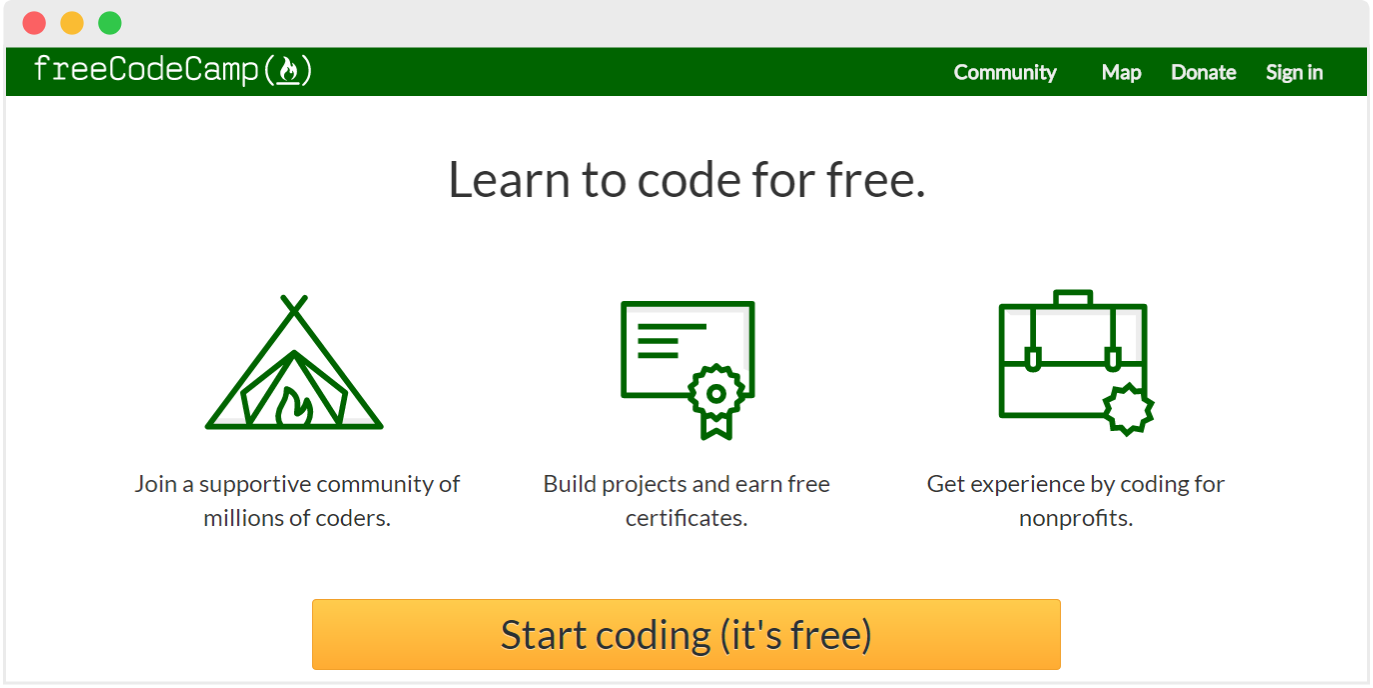 freeCodeCamp(🔥)
Community Map Donate Sign in
Learn to code for free.
Join a supportive community of
millions of coders.
Build projects and earn free
certificates.
Get experience by coding for
nonprofits.
Start coding (it's free)